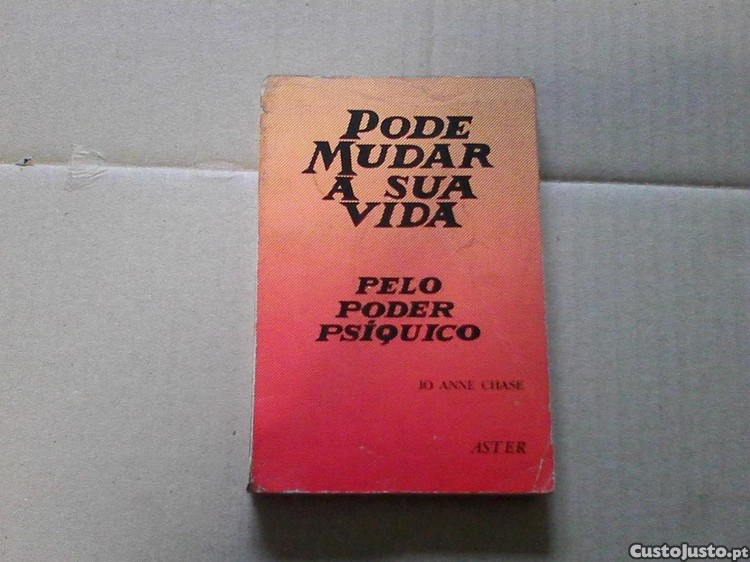 PODE
MUDAR
A SUA
VIDA
PELO
PODER
PSÍQUICO
JO ANNE CHASE
ASTER
CustoJusto.pt